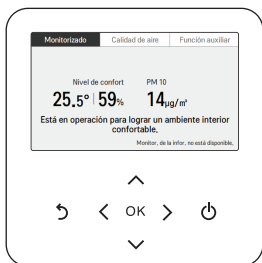 Monitorizado
Calidad de aire
Función auxiliar
Nivel de confort
PM 10
25.5° 59%
14μg/㎥
Está en operación para lograr un ambiente interior
confortable.
Monitor, de la infor, no está disponible.
OK